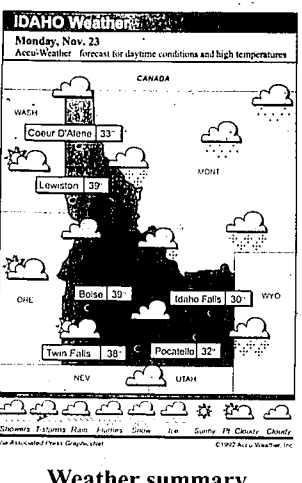 IDAHO Weather
Monday, Nov. 23
Accu-Weather forecast for daytime conditions and high temperatures
CANADA
WASH
Coeur D'Alene 33°
MONT
Lewiston 39°
Boise 39°
Idaho Falls 30°
WYO
ORE
Twin Falls 38°
Pocatello 32°
NEV
UTAH
Showers T-storms Rain Flurries Snow Ice Sunny Pt. Cloudy Cloudy
Via Associated Press GraphicsNet ©1992 Accu-Weather, Inc.
Weather summary